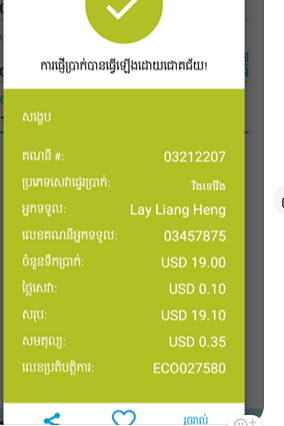 ការផ្ញើប្រាក់បានធ្វើឡើងដោយជោគជ័យ!
សង្ខេប
គណនី #: 03212207
ប្រភេទសេវាផ្ទេរប្រាក់: វីងទៅវីង
អ្នកទទួល: Lay Liang Heng
លេខគណនីអ្នកទទួល: 03457875
ចំនួនទឹកប្រាក់: USD 19.00
ថ្លៃសេវា: USD 0.10
សរុប: USD 19.10
សមតុល្យ: USD 0.35
លេខប្រតិបត្តិការ: ECO027580
រួចរាល់